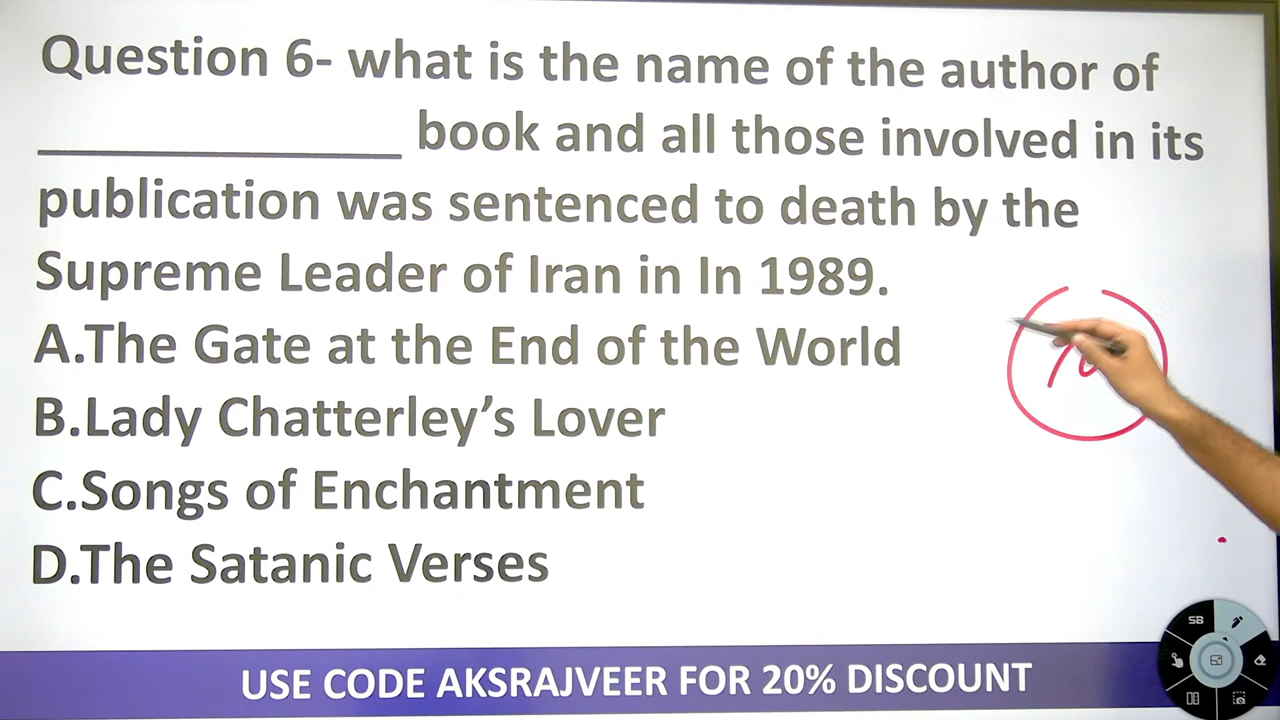 Question 6- what is the name of the author of
______________ book and all those involved in its
publication was sentenced to death by the
Supreme Leader of Iran in In 1989.
A.The Gate at the End of the World
B.Lady Chatterley’s Lover
C.Songs of Enchantment
D.The Satanic Verses
SB
USE CODE AKSRAJVEER FOR 20% DISCOUNT